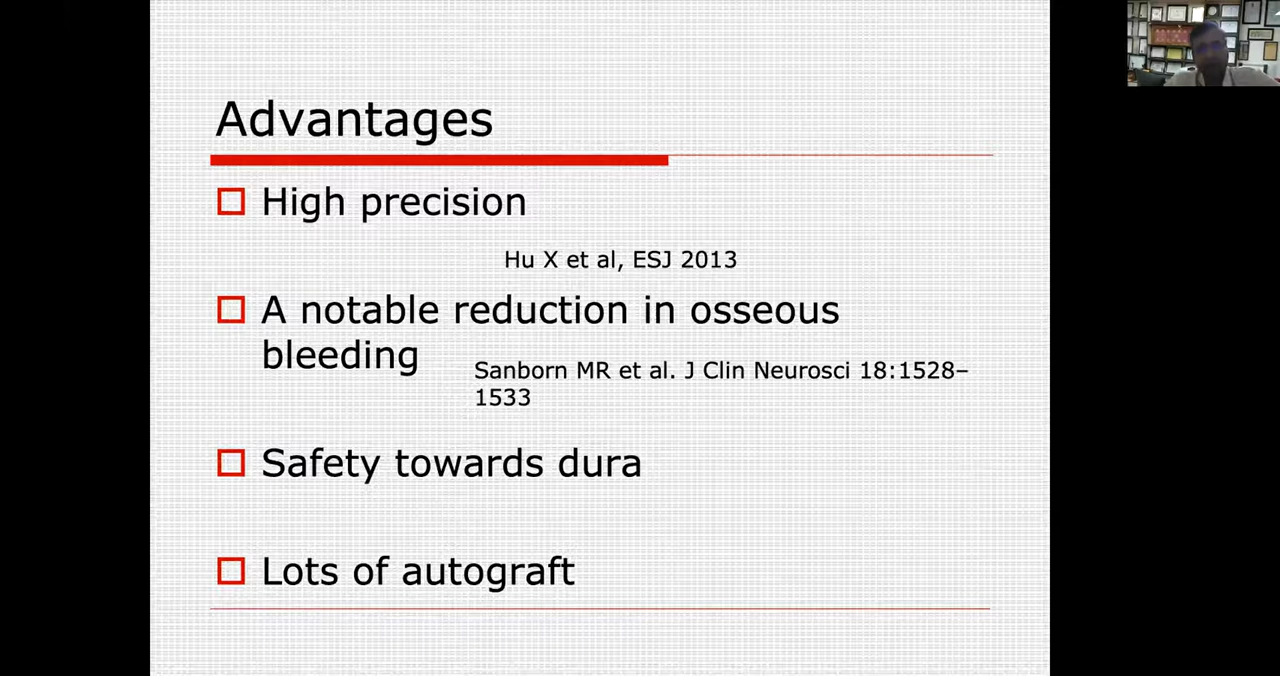 Advantages
High precision
Hu X et al, ESJ 2013
A notable reduction in osseous
bleeding
Sanborn MR et al. J Clin Neurosci 18:1528–
1533
Safety towards dura
Lots of autograft